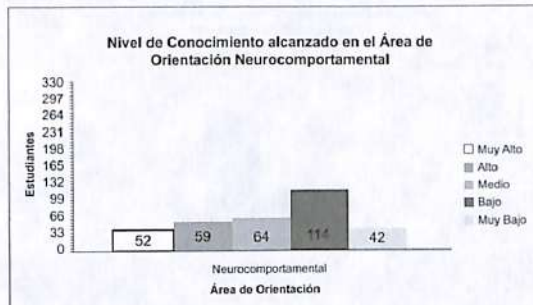 Nivel de Conocimiento alcanzado en el Área de
Orientación Neurocomportamental
330
297
264
231
198
165
132
99
66
33
0
Estudiantes
52
59
64
114
42
Neurocomportamental
Área de Orientación
Muy Alto
Alto
Medio
Bajo
Muy Bajo